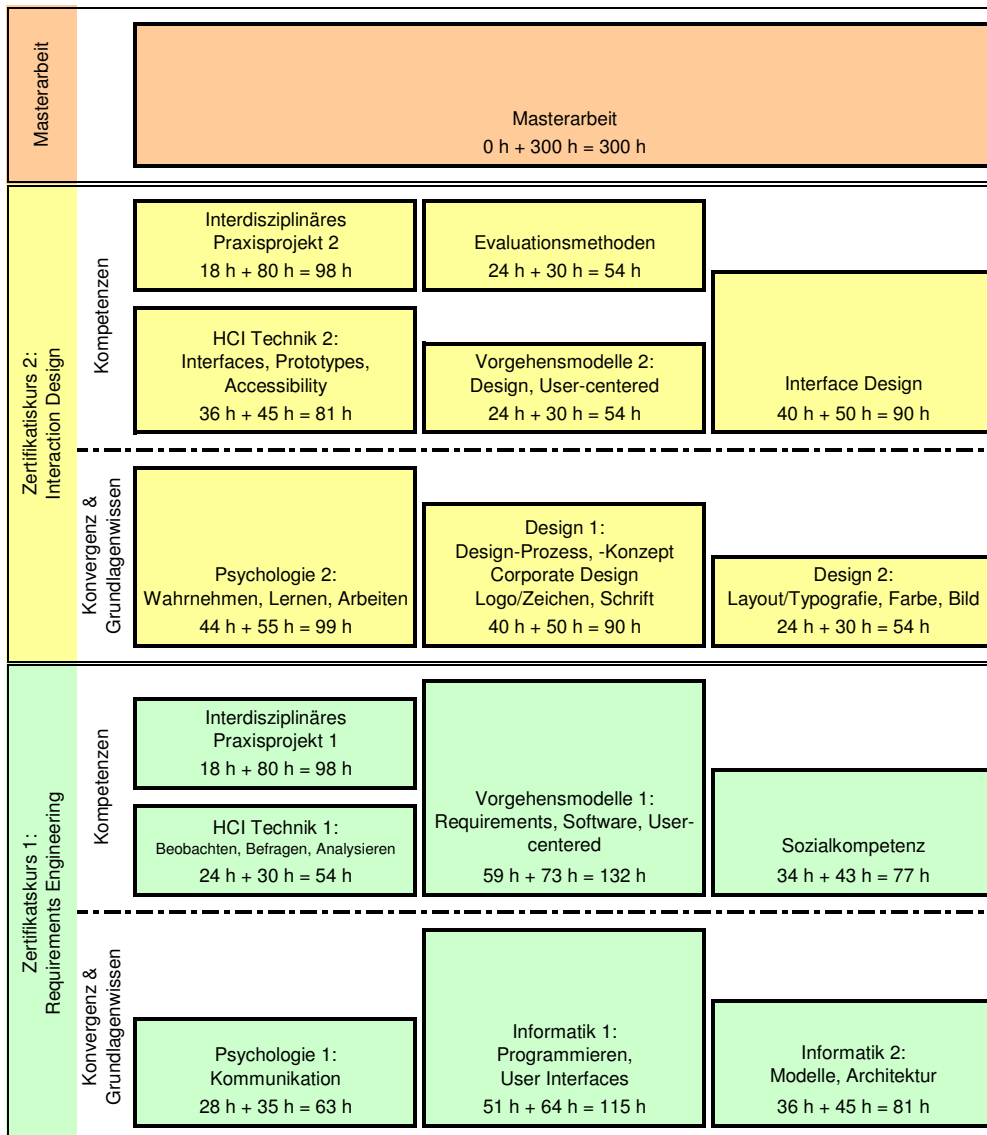 Masterarbeit
Masterarbeit
0 h + 300 h = 300 h
Zertifikatiskurs 2:
Interaction Design
Kompetenzen
Interdisziplinäres
Praxisprojekt 2
18 h + 80 h = 98 h
Evaluationsmethoden
24 h + 30 h = 54 h
HCI Technik 2:
Interfaces, Prototypes,
Accessibility
36 h + 45 h = 81 h
Vorgehensmodelle 2:
Design, User-centered
24 h + 30 h = 54 h
Interface Design
40 h + 50 h = 90 h
Konvergenz &
Grundlagenwissen
Psychologie 2:
Wahrnehmen, Lernen, Arbeiten
44 h + 55 h = 99 h
Design 1:
Design-Prozess, -Konzept
Corporate Design
Logo/Zeichen, Schrift
40 h + 50 h = 90 h
Design 2:
Layout/Typografie, Farbe, Bild
24 h + 30 h = 54 h
Zertifikatskurs 1:
Requirements Engineering
Kompetenzen
Interdisziplinäres
Praxisprojekt 1
18 h + 80 h = 98 h
HCI Technik 1:
Beobachten, Befragen, Analysieren
24 h + 30 h = 54 h
Vorgehensmodelle 1:
Requirements, Software, User-
centered
59 h + 73 h = 132 h
Sozialkompetenz
34 h + 43 h = 77 h
Konvergenz &
Grundlagenwissen
Psychologie 1:
Kommunikation
28 h + 35 h = 63 h
Informatik 1:
Programmieren,
User Interfaces
51 h + 64 h = 115 h
Informatik 2:
Modelle, Architektur
36 h + 45 h = 81 h